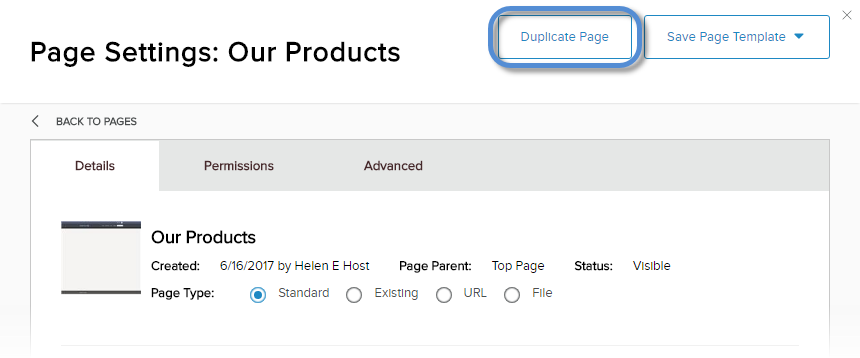 Duplicate Page
Save Page Template
Page Settings: Our Products
BACK TO PAGES
Details Permissions Advanced
Our Products
Created: 6/16/2017 by Helen E Host Page Parent: Top Page Status: Visible
Page Type: Standard Existing URL File